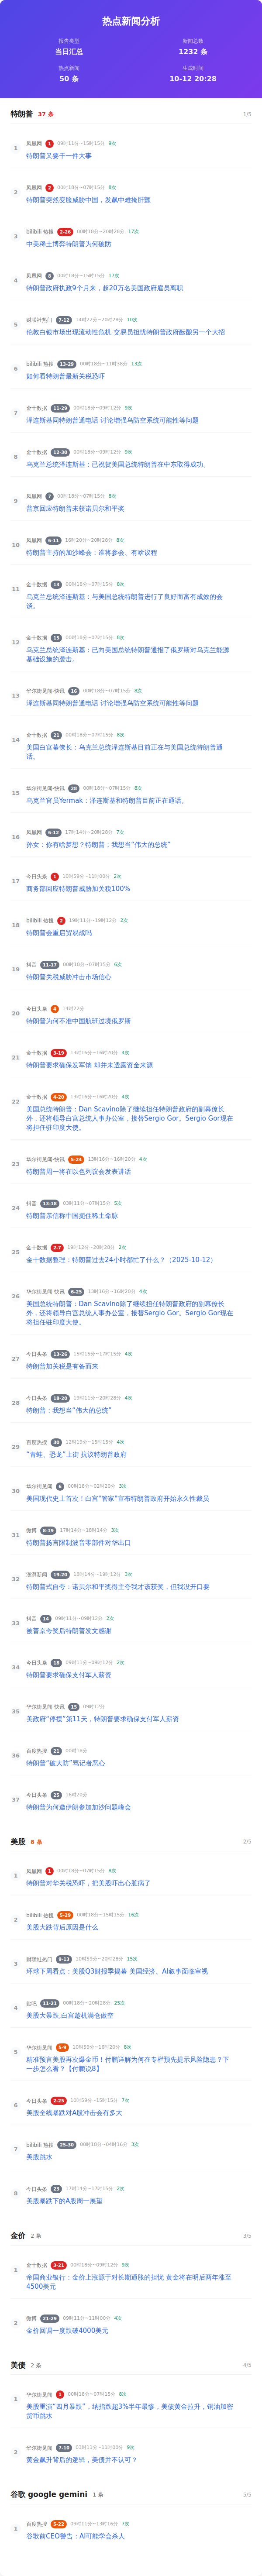 热点新闻分析
报告类型
新闻总数
当日汇总
1232 条
热点新闻
生成时间
50 条
10-12 20:28
特朗普 37 条 1/5
1 凤凰网 1 09时11分~15时15分 9次
特朗普又要干一件大事
2 凤凰网 2 00时18分~07时15分 8次
特朗普突然变脸威胁中国，发飙中难掩肝颤
3 bilibili 热搜 2-26 00时18分~20时28分 17次
中美稀土博弈特朗普为何破防
4 凤凰网 6 00时18分~15时15分 17次
特朗普政府执政9个月来，超20万名美国政府雇员离职
5 财联社热门 7-12 14时22分~20时28分 10次
伦敦白银市场出现流动性危机 交易员担忧特朗普政府酝酿另一个大招
6 bilibili 热搜 13-29 00时18分~11时38分 13次
如何看特朗普最新关税恐吓
7 金十数据 11-29 00时18分~09时12分 9次
泽连斯基同特朗普通电话 讨论增强乌防空系统可能性等问题
8 金十数据 12-30 00时18分~09时12分 9次
乌克兰总统泽连斯基：已祝贺美国总统特朗普在中东取得成功。
9 凤凰网 7 00时18分~07时15分 8次
普京回应特朗普未获诺贝尔和平奖
10 凤凰网 6-11 16时20分~20时28分 8次
特朗普主持的加沙峰会：谁将参会、有啥议程
11 金十数据 13 00时18分~07时15分 8次
乌克兰总统泽连斯基：与美国总统特朗普进行了良好而富有成效的会
谈。
12 金十数据 15 00时18分~07时15分 8次
乌克兰总统泽连斯基：已向美国总统特朗普通报了俄罗斯对乌克兰能源
基础设施的袭击。
13 华尔街见闻-快讯 16 00时18分~07时15分 8次
泽连斯基同特朗普通电话 讨论增强乌防空系统可能性等问题
14 金十数据 21 00时18分~07时15分 8次
美国白宫幕僚长：乌克兰总统泽连斯基目前正在与美国总统特朗普通
话。
15 华尔街见闻-快讯 28 00时18分~07时15分 8次
乌克兰官员Yermak：泽连斯基和特朗普目前正在通话。
16 凤凰网 6-12 17时14分~20时28分 7次
孙女：你有啥梦想？特朗普：我想当"伟大的总统"
17 今日头条 1 10时59分~12时00分 2次
商务部回应特朗普威胁加关税100%
18 bilibili 热搜 2 19时11分~19时12分 2次
特朗普会重启贸易战吗
19 抖音 11-17 00时18分~07时15分 6次
特朗普关税威胁冲击市场信心
20 今日头条 4 14时22分
特朗普为何不准中国航班过境俄罗斯
21 金十数据 3-19 13时16分~16时20分 4次
特朗普要求确保发军饷 却并未透露资金来源
22 金十数据 4-20 13时16分~16时20分 4次
美国总统特朗普：Dan Scavino除了继续担任特朗普政府的副幕僚长
外，还将领导白宫总统人事办公室，接替Sergio Gor。Sergio Gor现在
将担任驻印度大使。
23 华尔街见闻-快讯 5-24 13时16分~16时20分 4次
特朗普周一将在以色列议会发表讲话
24 抖音 13-18 03时11分~07时15分 5次
特朗普亲信称中国扼住稀土命脉
25 金十数据 2-7 19时12分~20时28分 2次
金十数据整理：特朗普过去24小时都忙了什么？（2025-10-12）
26 华尔街见闻-快讯 6-25 13时16分~16时20分 4次
美国总统特朗普：Dan Scavino除了继续担任特朗普政府的副幕僚长
外，还将领导白宫总统人事办公室，接替Sergio Gor。Sergio Gor现在
将担任驻印度大使。
27 今日头条 13-26 15时15分~17时15分 4次
特朗普加关税是有备而来
28 今日头条 18-20 19时11分~20时28分 4次
特朗普：我想当"伟大的总统"
29 百度热搜 30 12时19分~15时15分 4次
"青蛙、恐龙"上街 抗议特朗普政府
30 华尔街见闻 6 00时18分~02时20分 3次
美国现代史上首次！白宫"管家"宣布特朗普政府开始永久性裁员
31 微博 8-19 17时14分~18时14分 3次
特朗普扬言限制波音零部件对华出口
32 澎湃新闻 19-20 18时14分~19时12分 3次
特朗普式自夸：诺贝尔和平奖得主夸我才该获奖，但我没开口要
33 抖音 14 09时11分~09时12分 2次
被普京夸奖后特朗普发文感谢
34 今日头条 18 09时11分~09时12分 2次
特朗普要求确保支付军人薪资
35 华尔街见闻-快讯 15 09时12分
美政府"停摆"第11天，特朗普要求确保支付军人薪资
36 百度热搜 21 00时18分
特朗普"破大防"骂记者恶心
37 今日头条 25 16时20分
特朗普为何邀伊朗参加加沙问题峰会
美股 8 条 2/5
1 凤凰网 1 00时18分~07时15分 8次
特朗普对华关税恐吓，把美股吓出心脏病了
2 bilibili 热搜 5-29 00时18分~15时15分 16次
美股大跌背后原因是什么
3 财联社热门 9-13 10时59分~20时28分 15次
环球下周看点：美股Q3财报季揭幕 美国经济、AI叙事面临审视
4 贴吧 11-21 00时18分~20时28分 25次
美股大暴跌,白宫趁机满仓做空
5 华尔街见闻 5-9 10时59分~16时20分 8次
精准预言美股再次爆金币！付鹏详解为何在专栏预先提示风险隐患？下
一步怎么看？【付鹏说8】
6 今日头条 2-25 10时59分~15时15分 7次
美股全线暴跌对A股冲击会有多大
7 bilibili 热搜 25-30 00时18分~04时16分 3次
美股跳水
8 今日头条 23 17时14分~17时15分 2次
美股暴跌下的A股周一展望
金价 2 条 3/5
1 金十数据 3-21 00时18分~09时12分 9次
帝国商业银行：金价上涨源于对长期通胀的担忧 黄金将在明后两年涨至
4500美元
2 微博 21-29 09时11分~11时00分 4次
金价回调一度跌破4000美元
美债 2 条 4/5
1 华尔街见闻 1 00时18分~07时15分 8次
美股重演"四月暴跌"，纳指跌超3%半年最惨，美债黄金拉升，铜油加密
货币跳水
2 华尔街见闻 7-10 03时11分~11时00分 9次
黄金飙升背后的逻辑，美债并不认可？
谷歌 google gemini 1 条 5/5
1 百度热搜 5-22 09时11分~13时16分 7次
谷歌前CEO警告：AI可能学会杀人